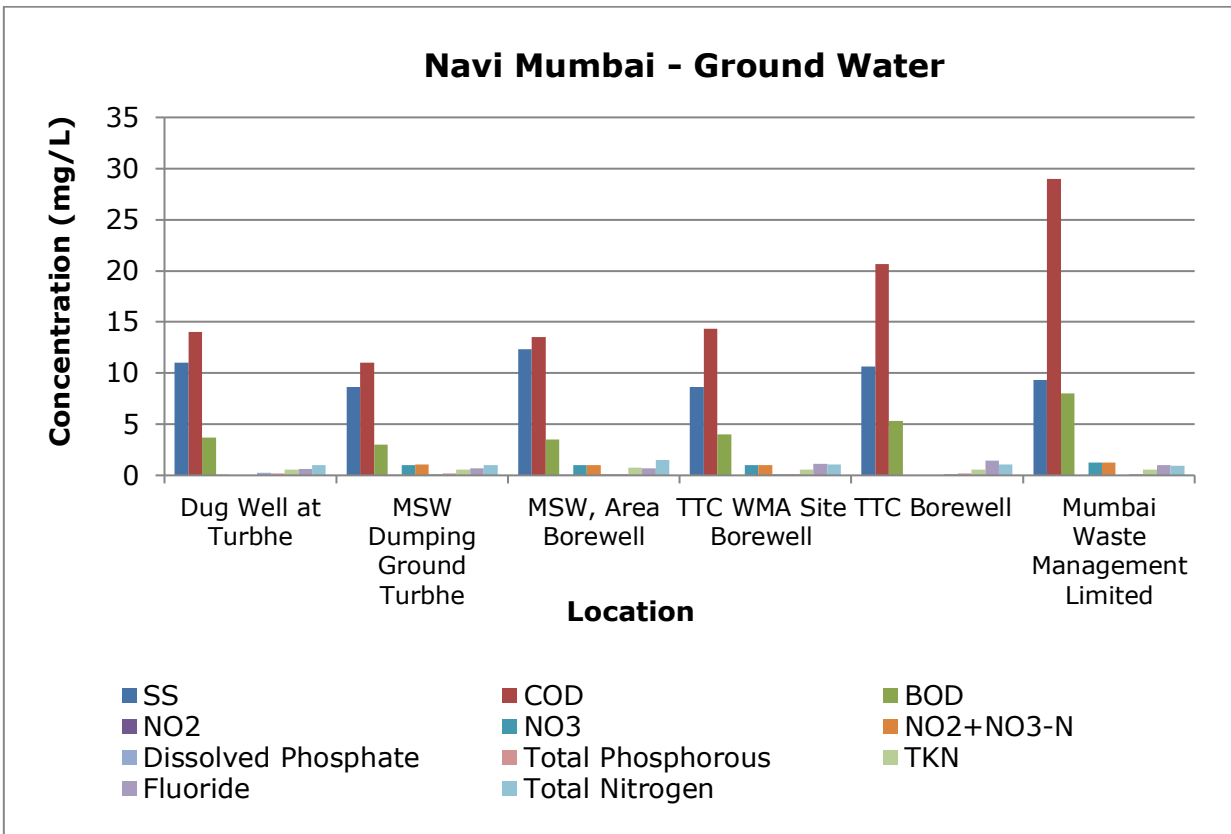 Navi Mumbai - Ground Water
Concentration (mg/L)
35
30
25
20
15
10
5
0
Dug Well at
Turbhe
MSW
Dumping
Ground
Turbhe
MSW, Area
Borewell
TTC WMA Site
Borewell
TTC Borewell
Mumbai
Waste
Management
Limited
Location
SS
COD
BOD
NO2
NO3
NO2+NO3-N
Dissolved Phosphate
Total Phosphorous
TKN
Fluoride
Total Nitrogen